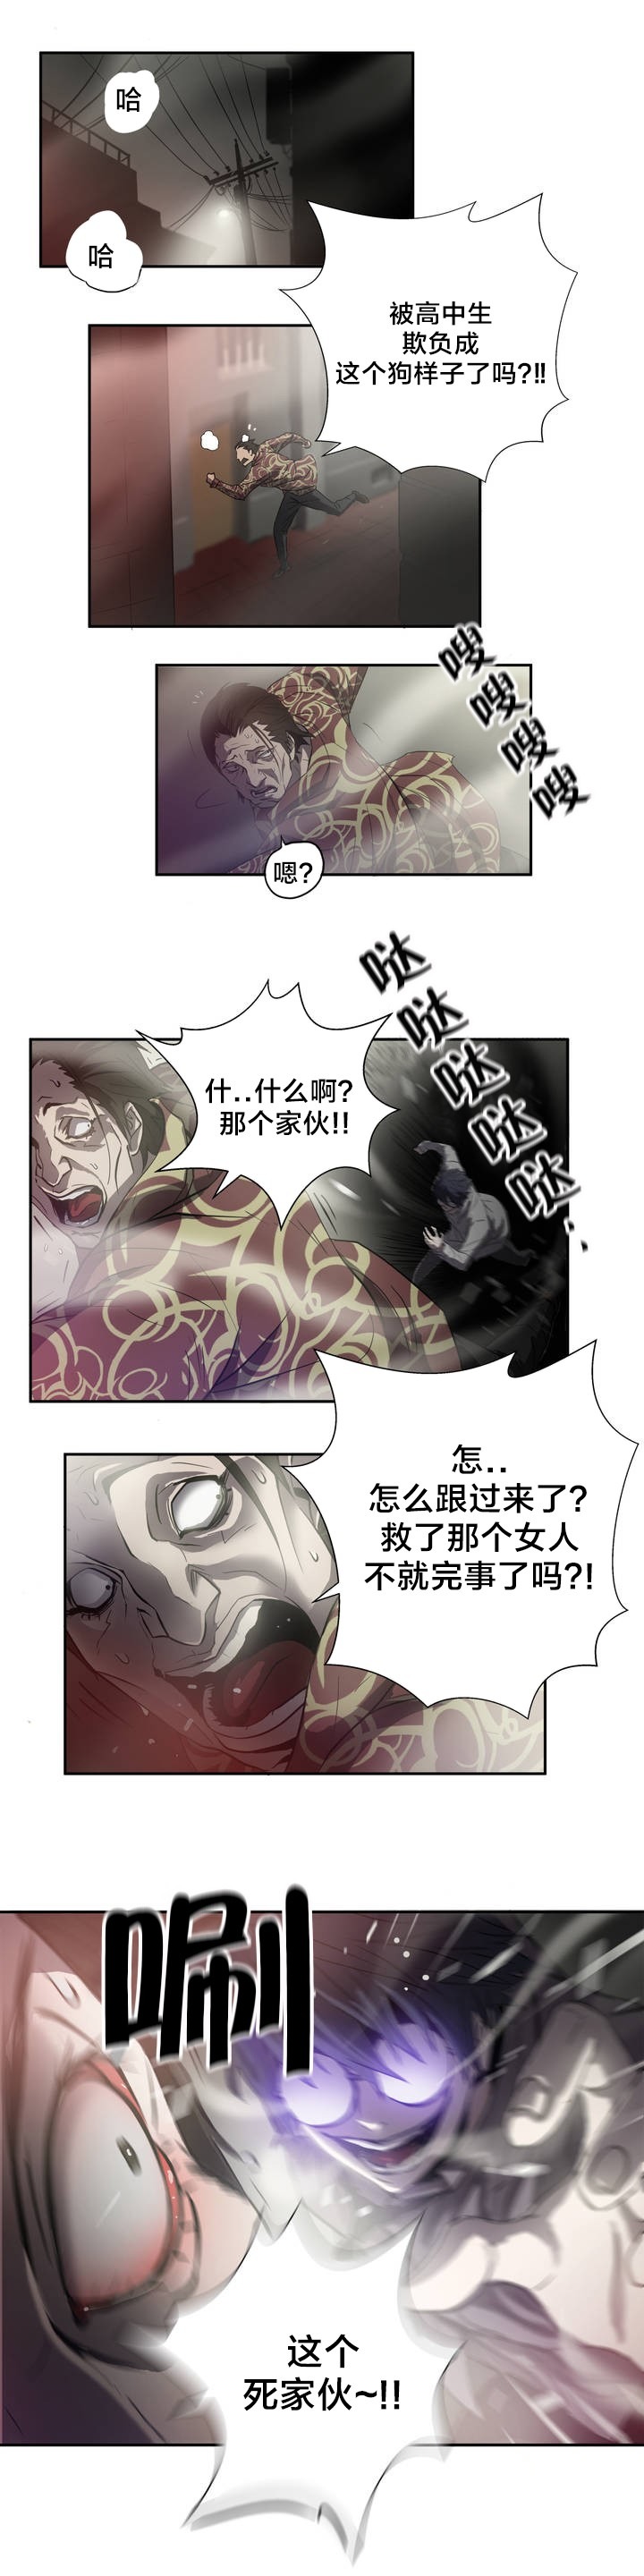 哈
哈
被高中生
欺负成
这个狗样子了吗?!!
嗖
嗖
嗖
嗖
嗯?
哒
哒
哒
哒
哒
什..什么啊?
那个家伙!!
怎..
怎么跟过来了?
救了那个女人
不就完事了吗?!
唰
这个
死家伙~!!